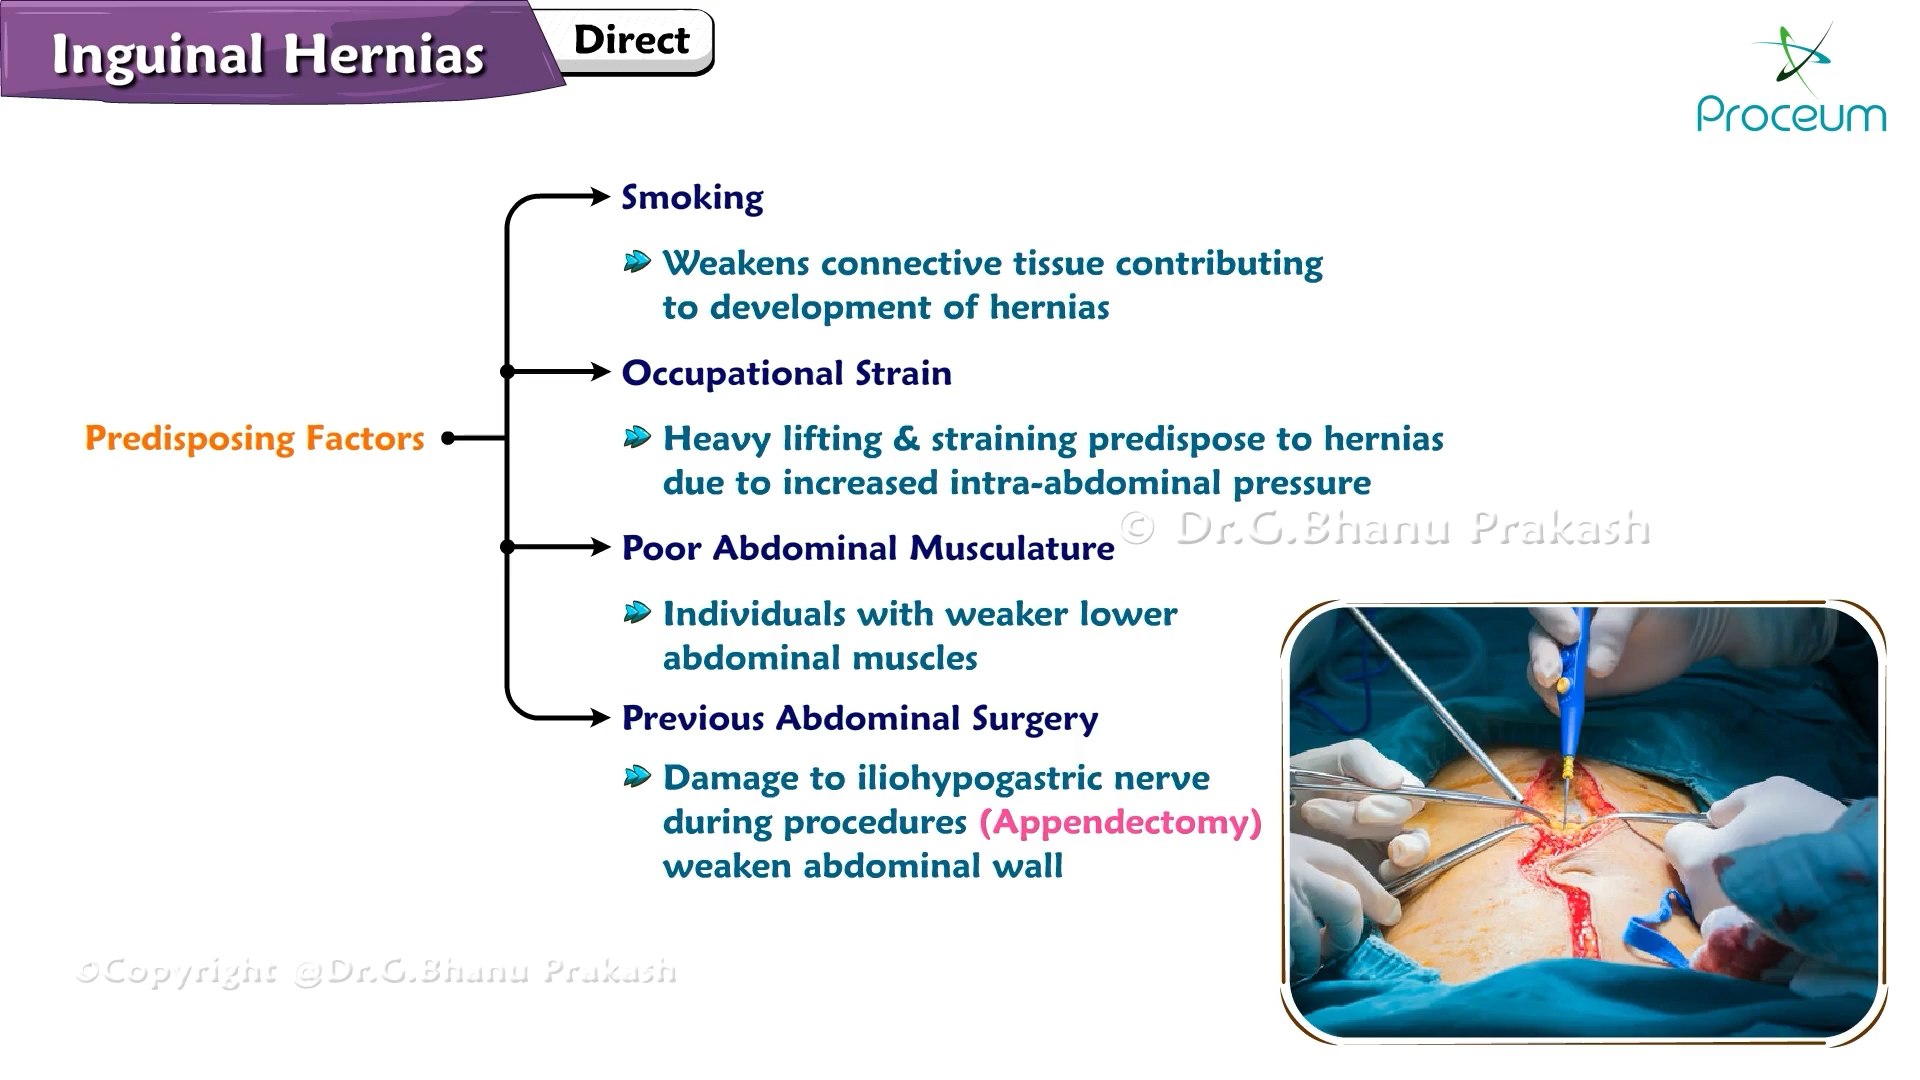 Inguinal Hernias
Direct
Proceum
Smoking
Weakens connective tissue contributing
to development of hernias
Occupational Strain
Predisposing Factors
Heavy lifting & straining predispose to hernias
due to increased intra-abdominal pressure
© Dr.G.Bhanu Prakash
Poor Abdominal Musculature
Individuals with weaker lower
abdominal muscles
Previous Abdominal Surgery
Damage to iliohypogastric nerve
during procedures (Appendectomy)
weaken abdominal wall
©Copyright @Dr.G.Bhanu Prakash